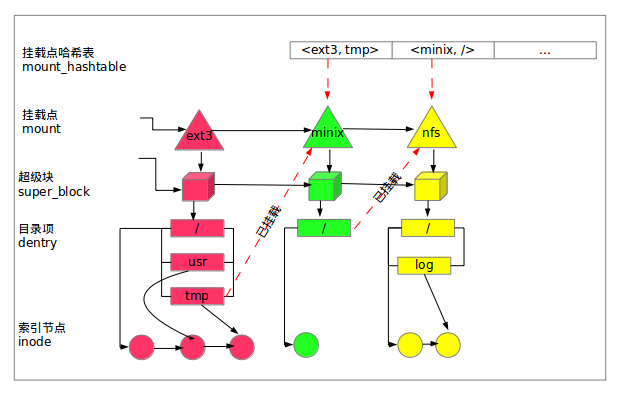 挂载点哈希表
mount_hashtable
<ext3, tmp>
<minix, />
...
挂载点
mount
ext3
minix
nfs
超级块
super_block
已挂载
已挂载
目录项
dentry
/
/
/
usr
log
tmp
索引节点
inode